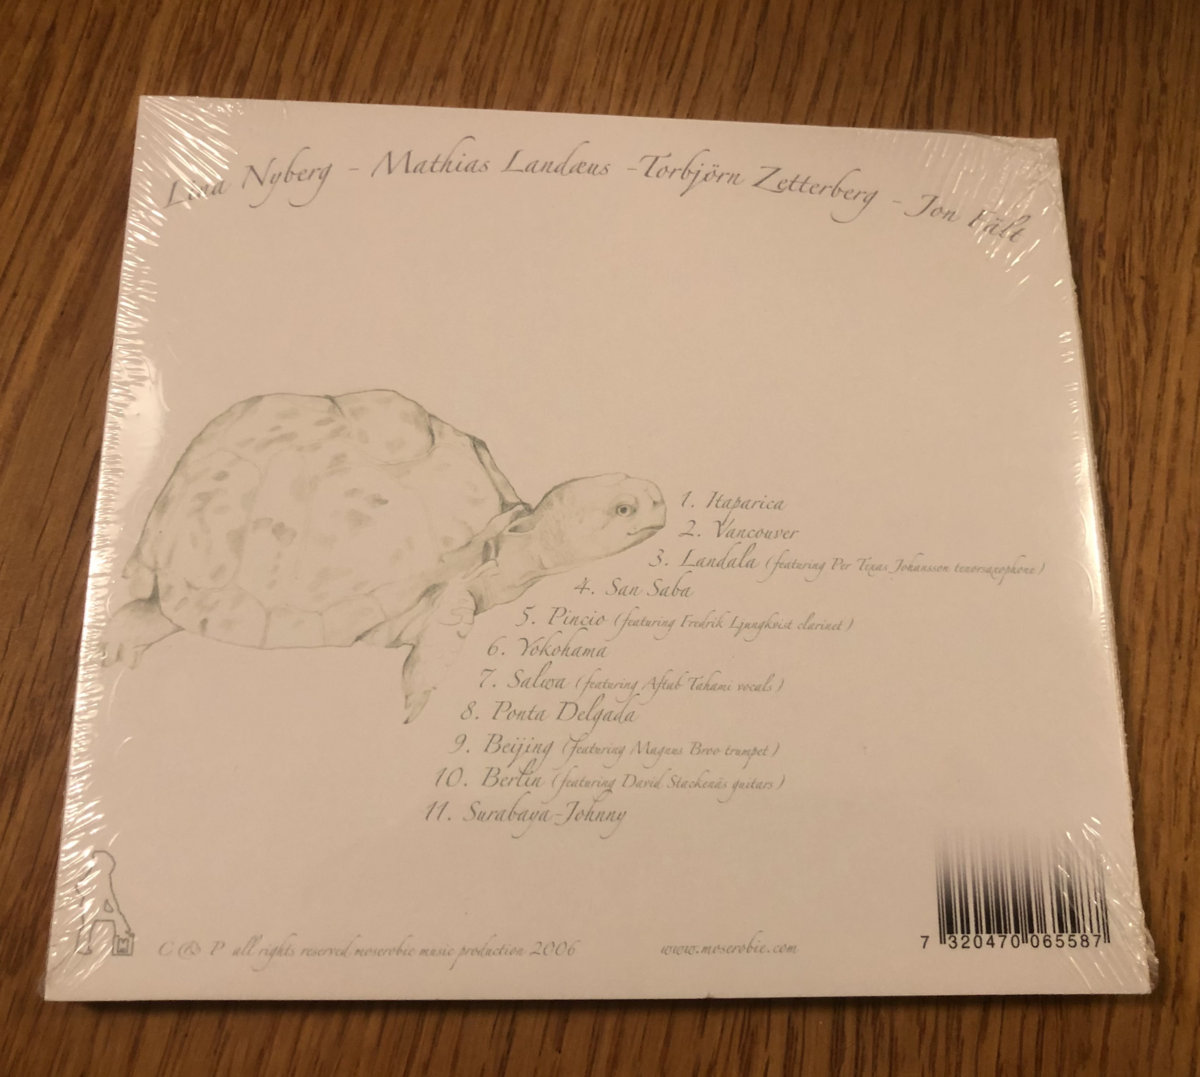 Lina Nyberg - Mathias Landæus - Torbjörn Zetterberg - Jon Fält
1. Itaparica
2. Vancouver
3. Landala (featuring Per Texas Johansson tenorsaxophone)
4. San Saba
5. Pincio (featuring Fredrik Ljungkvist clarinet)
6. Yokohama
7. Salwa (featuring Aftab Tahami vocals)
8. Ponta Delgada
9. Beijing (featuring Magnus Broo trumpet)
10. Berlin (featuring David Stackenäs guitars)
11. Surabaya-Johnny
C & P all rights reserved moserobie music production 2006
www.moserobie.com
7 320470 065587